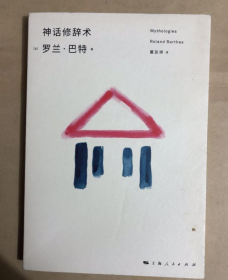 神话修辞术
[法] 罗兰·巴特 著
Mythologies
Roland Barthes
屠友祥 译
上海人民出版社